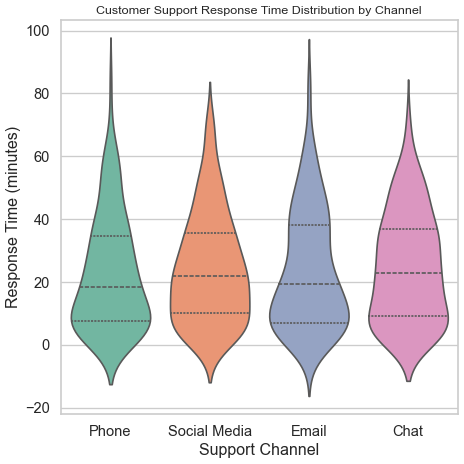 Customer Support Response Time Distribution by Channel
Response Time (minutes)
100
80
60
40
20
0
−20
Phone Social Media Email Chat
Support Channel